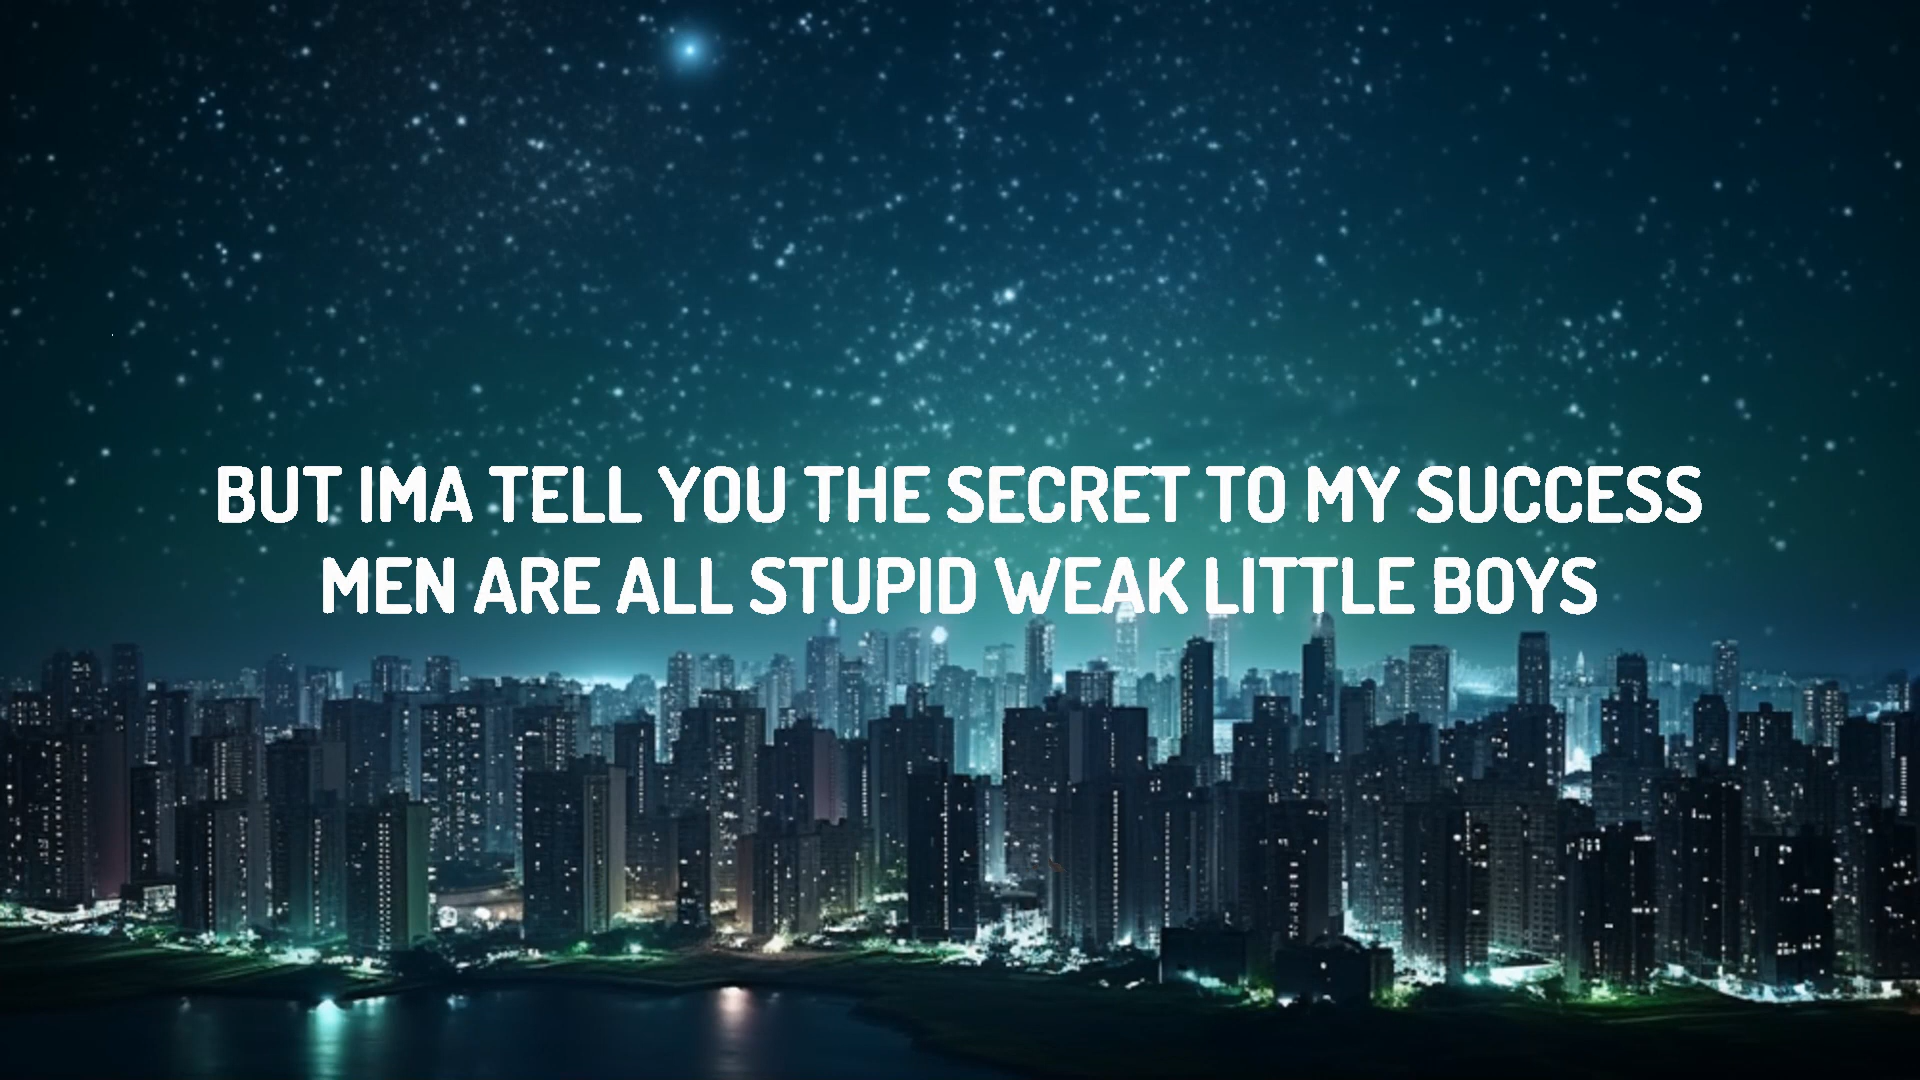 BUT IMA TELL YOU THE SECRET TO MY SUCCESS
MEN ARE ALL STUPID WEAK LITTLE BOYS